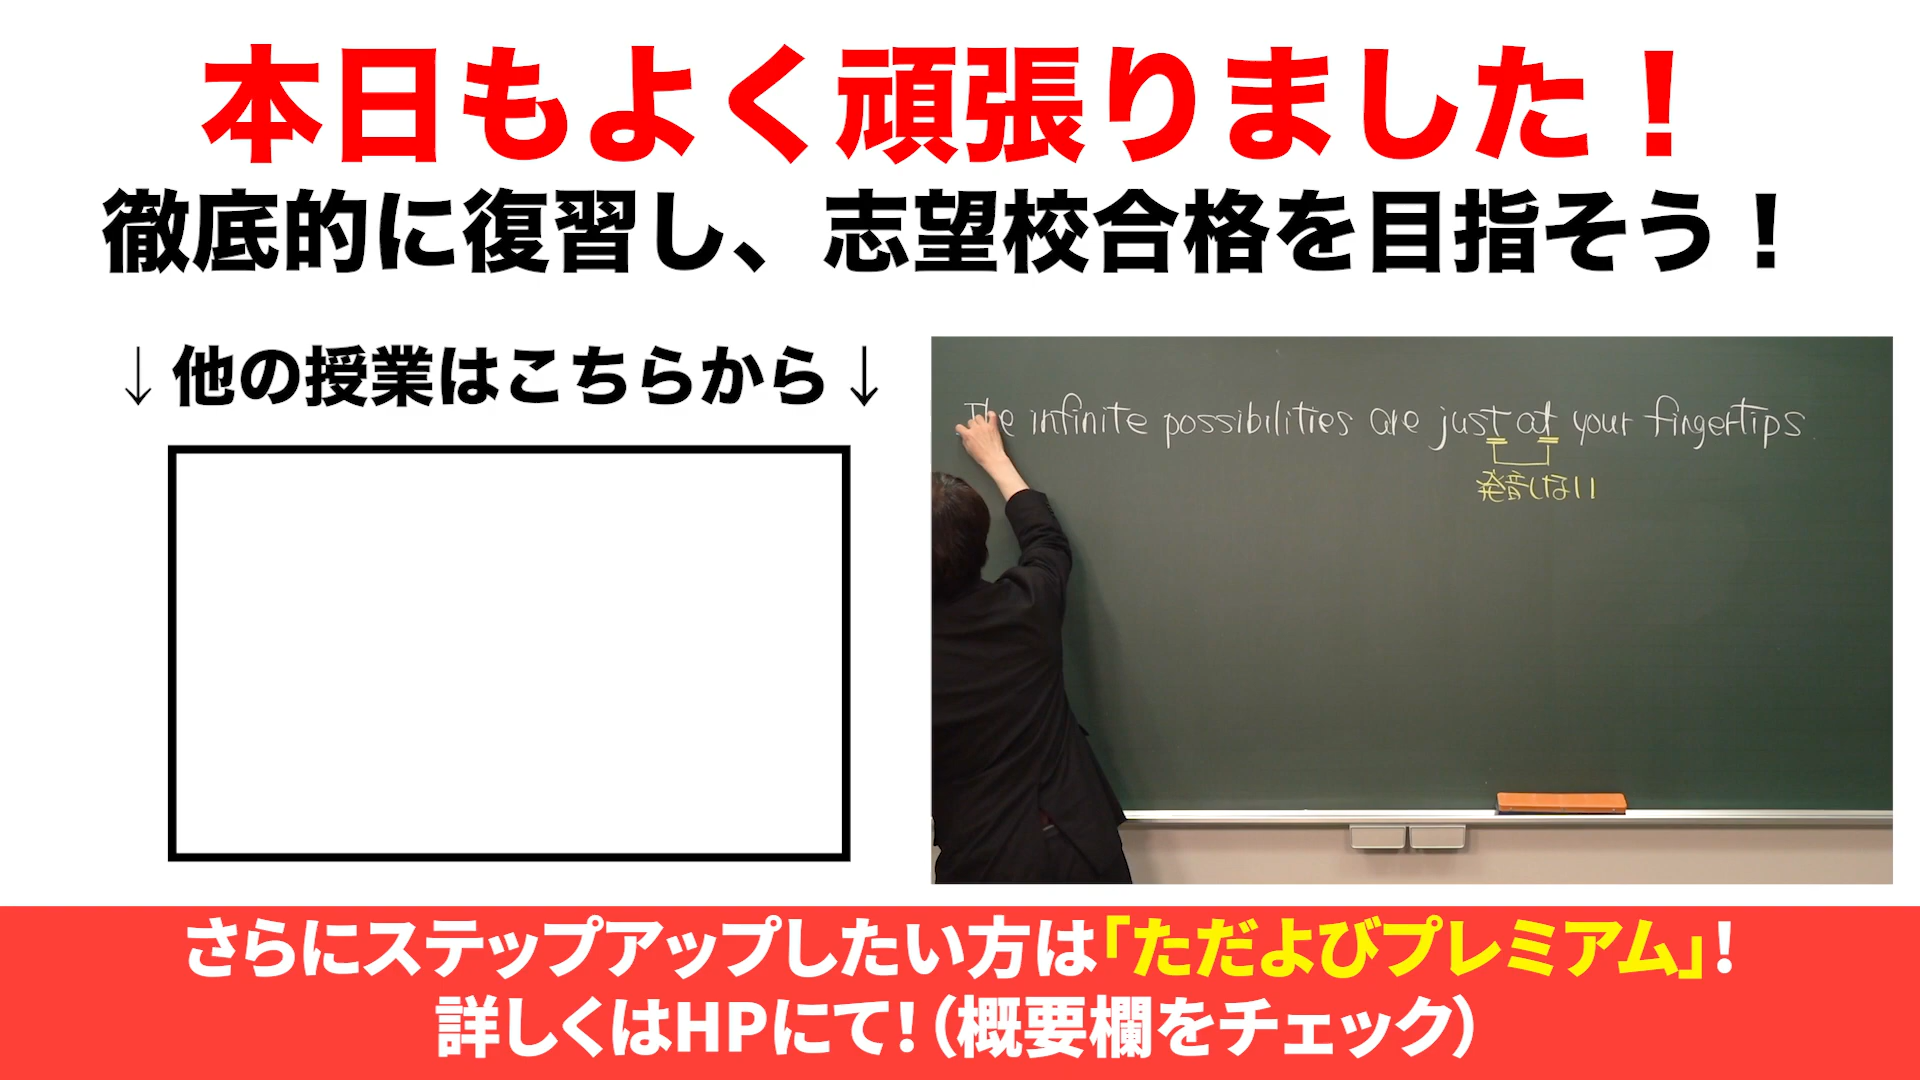 本日もよく頑張りました！
徹底的に復習し、志望校合格を目指そう！
↓他の授業はこちらから↓
The infinite possibilities are just at your fingertips
発音しない
さらにステップアップしたい方は「ただよびプレミアム」！
詳しくはHPにて！（概要欄をチェック）